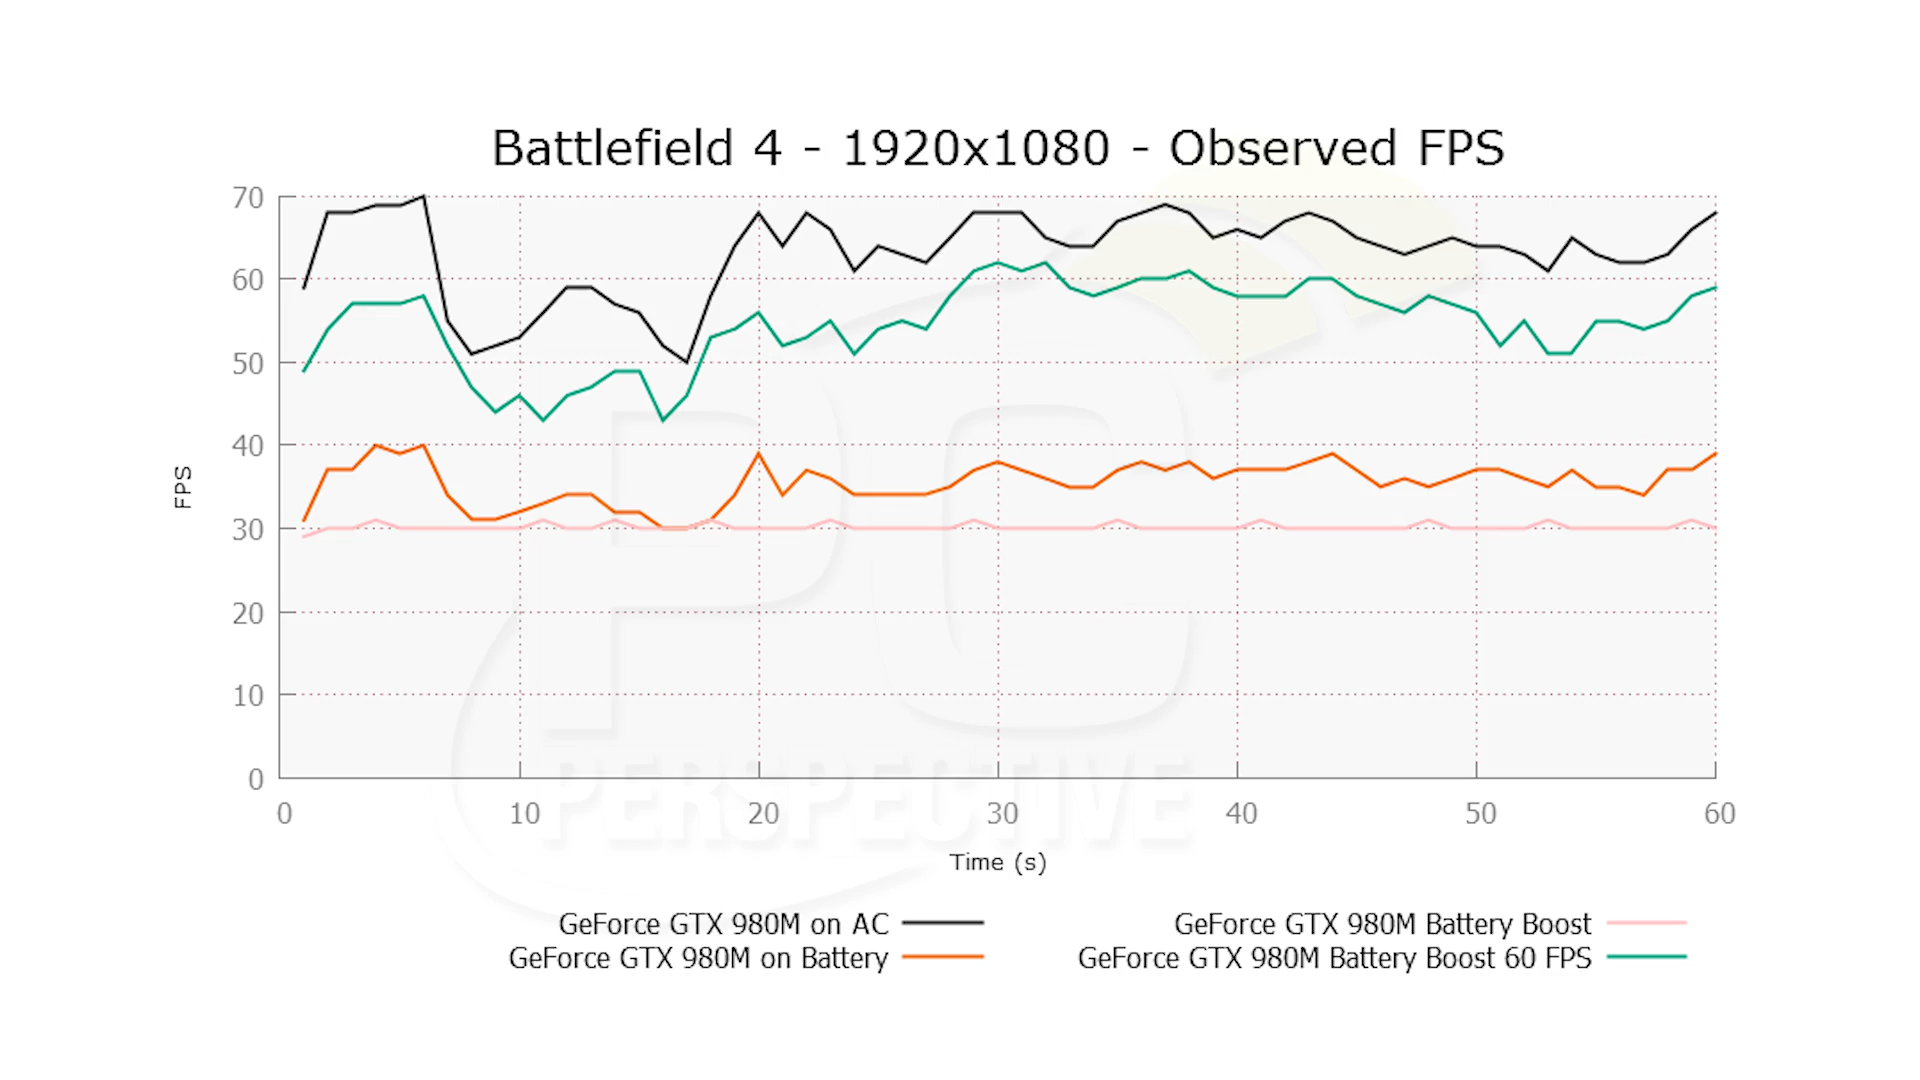 Battlefield 4 - 1920x1080 - Observed FPS
70
60
50
40
30
20
10
0
FPS
0 10 20 30 40 50 60
Time (s)
PC
PERSPECTIVE
GeForce GTX 980M on AC
GeForce GTX 980M on Battery
GeForce GTX 980M Battery Boost
GeForce GTX 980M Battery Boost 60 FPS